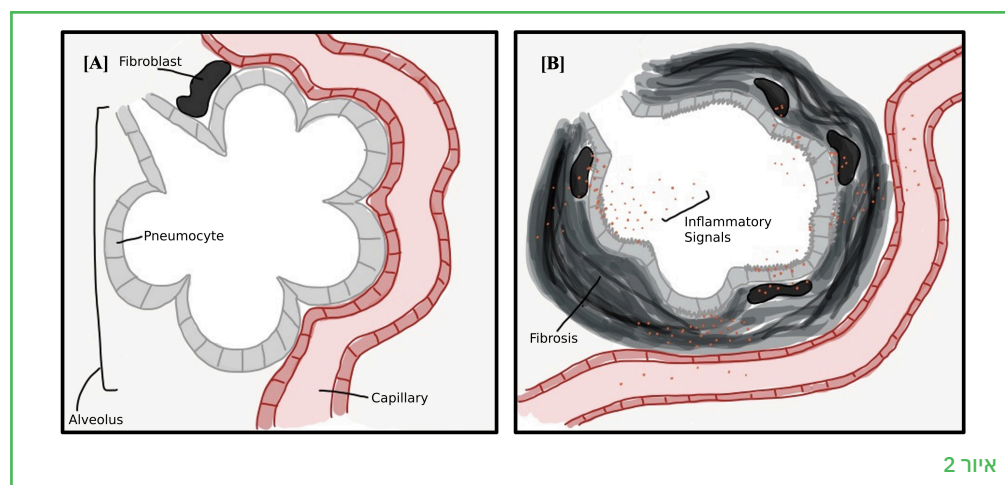 [A]
Fibroblast
Pneumocyte
Capillary
Alveolus
[B]
Inflammatory
Signals
Fibrosis
איור 2